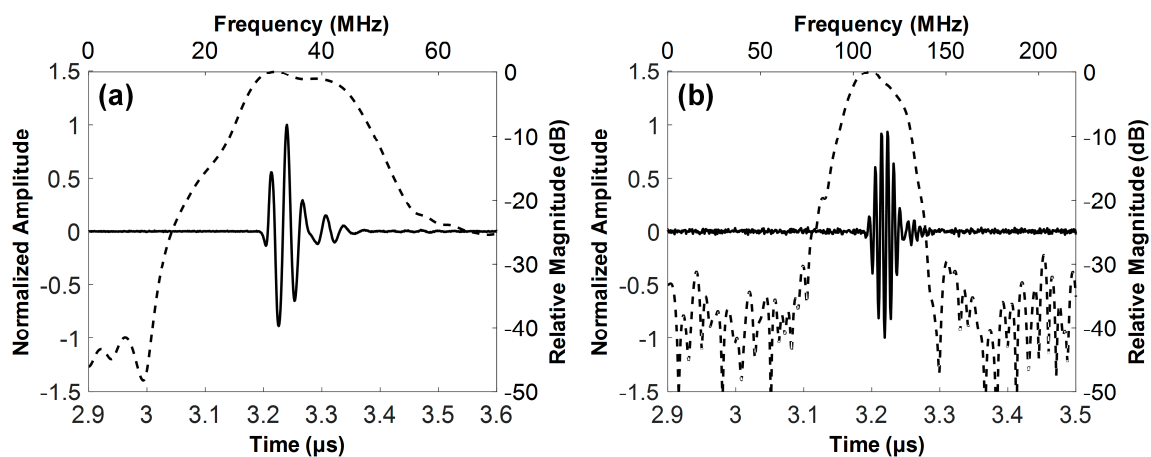 Frequency (MHz)
0 20 40 60
1.5 1 0.5 0 -0.5 -1 -1.5
Normalized Amplitude
(a)
0 -10 -20 -30 -40 -50
Relative Magnitude (dB)
2.9 3 3.2 3.3 3.4 3.5 3.6
Time (µs)
Frequency (MHz)
0 50 100 150 200
1.5 1 0.5 0 -0.5 -1 -1.5
Normalized Amplitude
(b)
0 -10 -20 -30 -40 -50
Relative Magnitude (dB)
2.9 3 3.1 3.2 3.3 3.4 3.5
Time (µs)